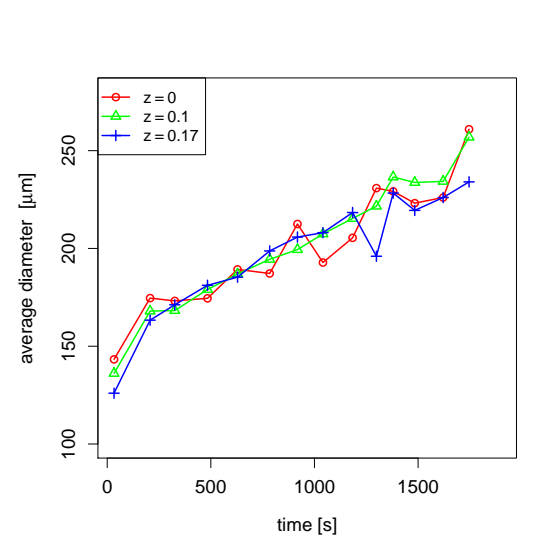 z = 0
z = 0.1
z = 0.17
250
200
150
100
average diameter [µm]
0 500 1000 1500
time [s]